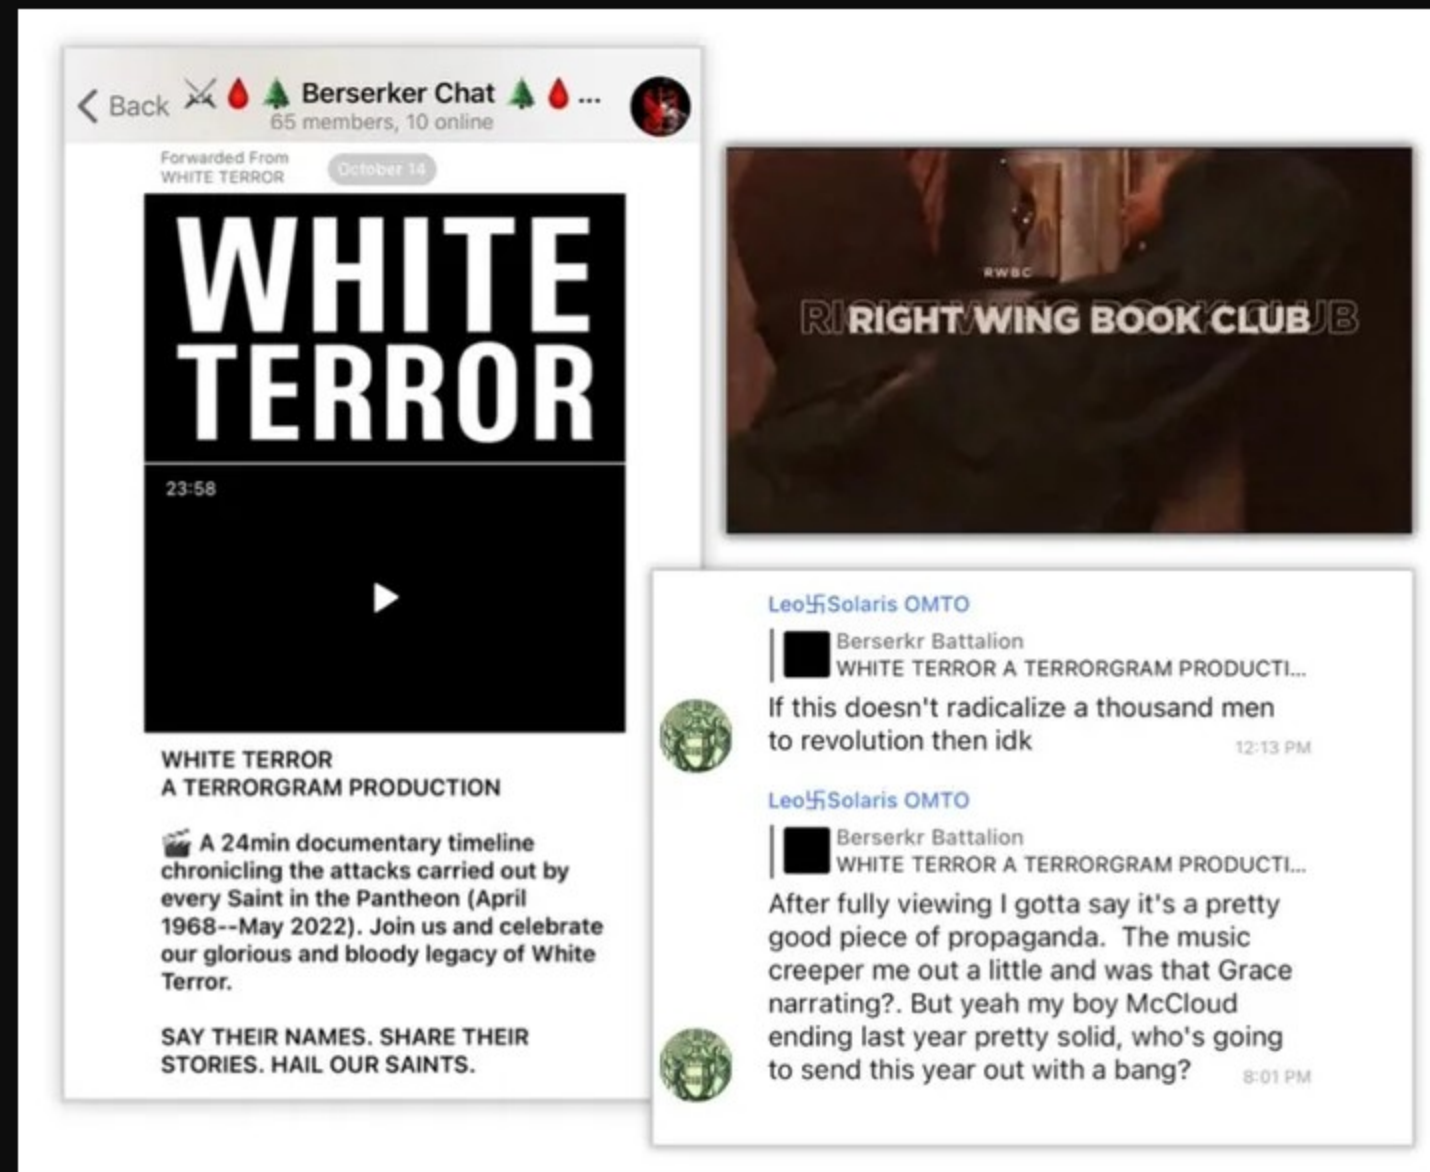 Back
Berserker Chat ...
65 members, 10 online
Forwarded From
WHITE TERROR
October 14
WHITE
TERROR
23:58
WHITE TERROR
A TERRORGRAM PRODUCTION
🎬 A 24min documentary timeline
chronicling the attacks carried out by
every Saint in the Pantheon (April
1968--May 2022). Join us and celebrate
our glorious and bloody legacy of White
Terror.
SAY THEIR NAMES. SHARE THEIR
STORIES. HAIL OUR SAINTS.
RWBC
RIGHT WING BOOK CLUB
Leo卐Solaris OMTO
Berserkr Battalion
WHITE TERROR A TERRORGRAM PRODUCTI...
If this doesn't radicalize a thousand men
to revolution then idk
12:13 PM
Leo卐Solaris OMTO
Berserkr Battalion
WHITE TERROR A TERRORGRAM PRODUCTI...
After fully viewing I gotta say it's a pretty
good piece of propaganda. The music
creeper me out a little and was that Grace
narrating?. But yeah my boy McCloud
ending last year pretty solid, who's going
to send this year out with a bang?
8:01 PM